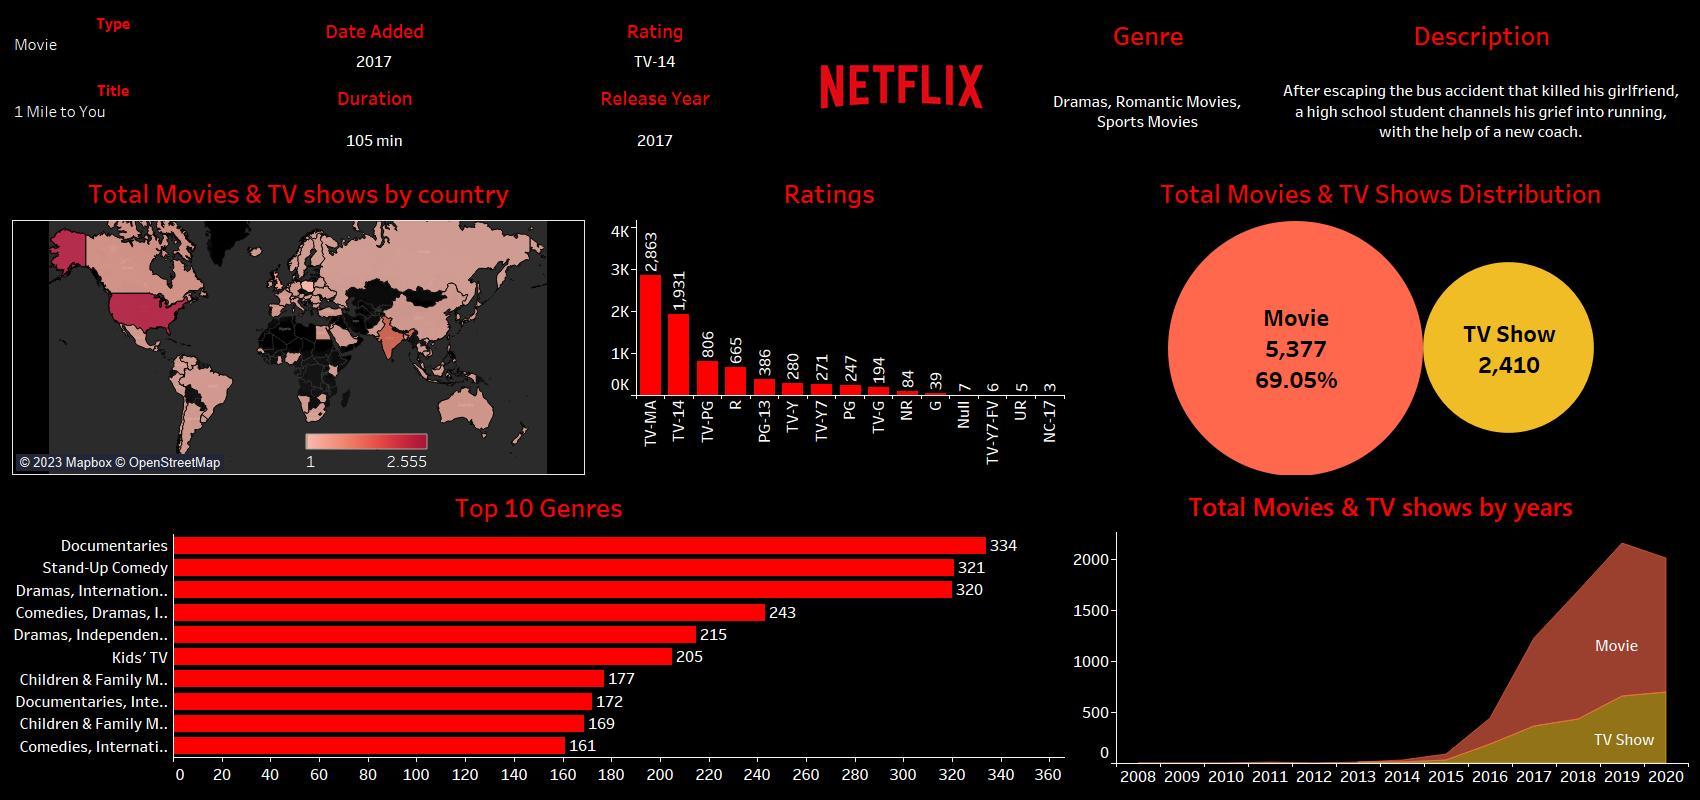 Type
Movie
Title
1 Mile to You
Date Added
2017
Duration
105 min
Rating
TV-14
Release Year
2017
NETFLIX
Genre
Dramas, Romantic Movies,
Sports Movies
Description
After escaping the bus accident that killed his girlfriend,
a high school student channels his grief into running,
with the help of a new coach.
Total Movies & TV shows by country
1
2.555
© 2023 Mapbox © OpenStreetMap
Ratings
4K
3K
2K
1K
0K
2,863
1,931
806
665
386
280
271
247
194
84
39
7
6
5
3
TV-MA
TV-14
TV-PG
R
PG-13
TV-Y
TV-Y7
PG
TV-G
NR
G
Null
TV-Y7-FV
UR
NC-17
Total Movies & TV Shows Distribution
Movie
5,377
69.05%
TV Show
2,410
Top 10 Genres
Documentaries 334
Stand-Up Comedy 321
Dramas, Internation.. 320
Comedies, Dramas, I.. 243
Dramas, Independen.. 215
Kids’ TV 205
Children & Family M.. 177
Documentaries, Inte.. 172
Children & Family M.. 169
Comedies, Internati.. 161
0 20 40 60 80 100 120 140 160 180 200 220 240 260 280 300 320 340 360
Total Movies & TV shows by years
2000
1500
1000
500
0
Movie
TV Show
2008 2009 2010 2011 2012 2013 2014 2015 2016 2017 2018 2019 2020